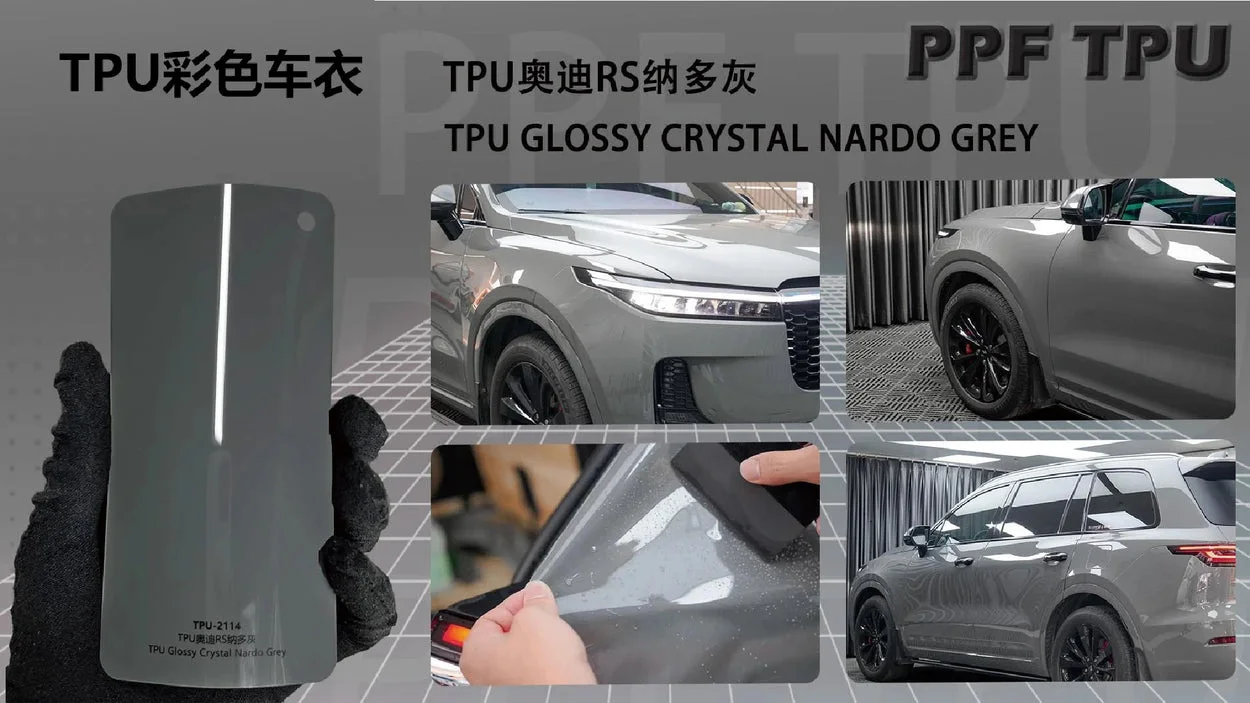 TPU彩色车衣
TPU奥迪RS纳多灰
TPU GLOSSY CRYSTAL NARDO GREY
PPF TPU
PPF TPU
TPU-2114
TPU奥迪RS纳多灰
TPU Glossy Crystal Nardo Grey